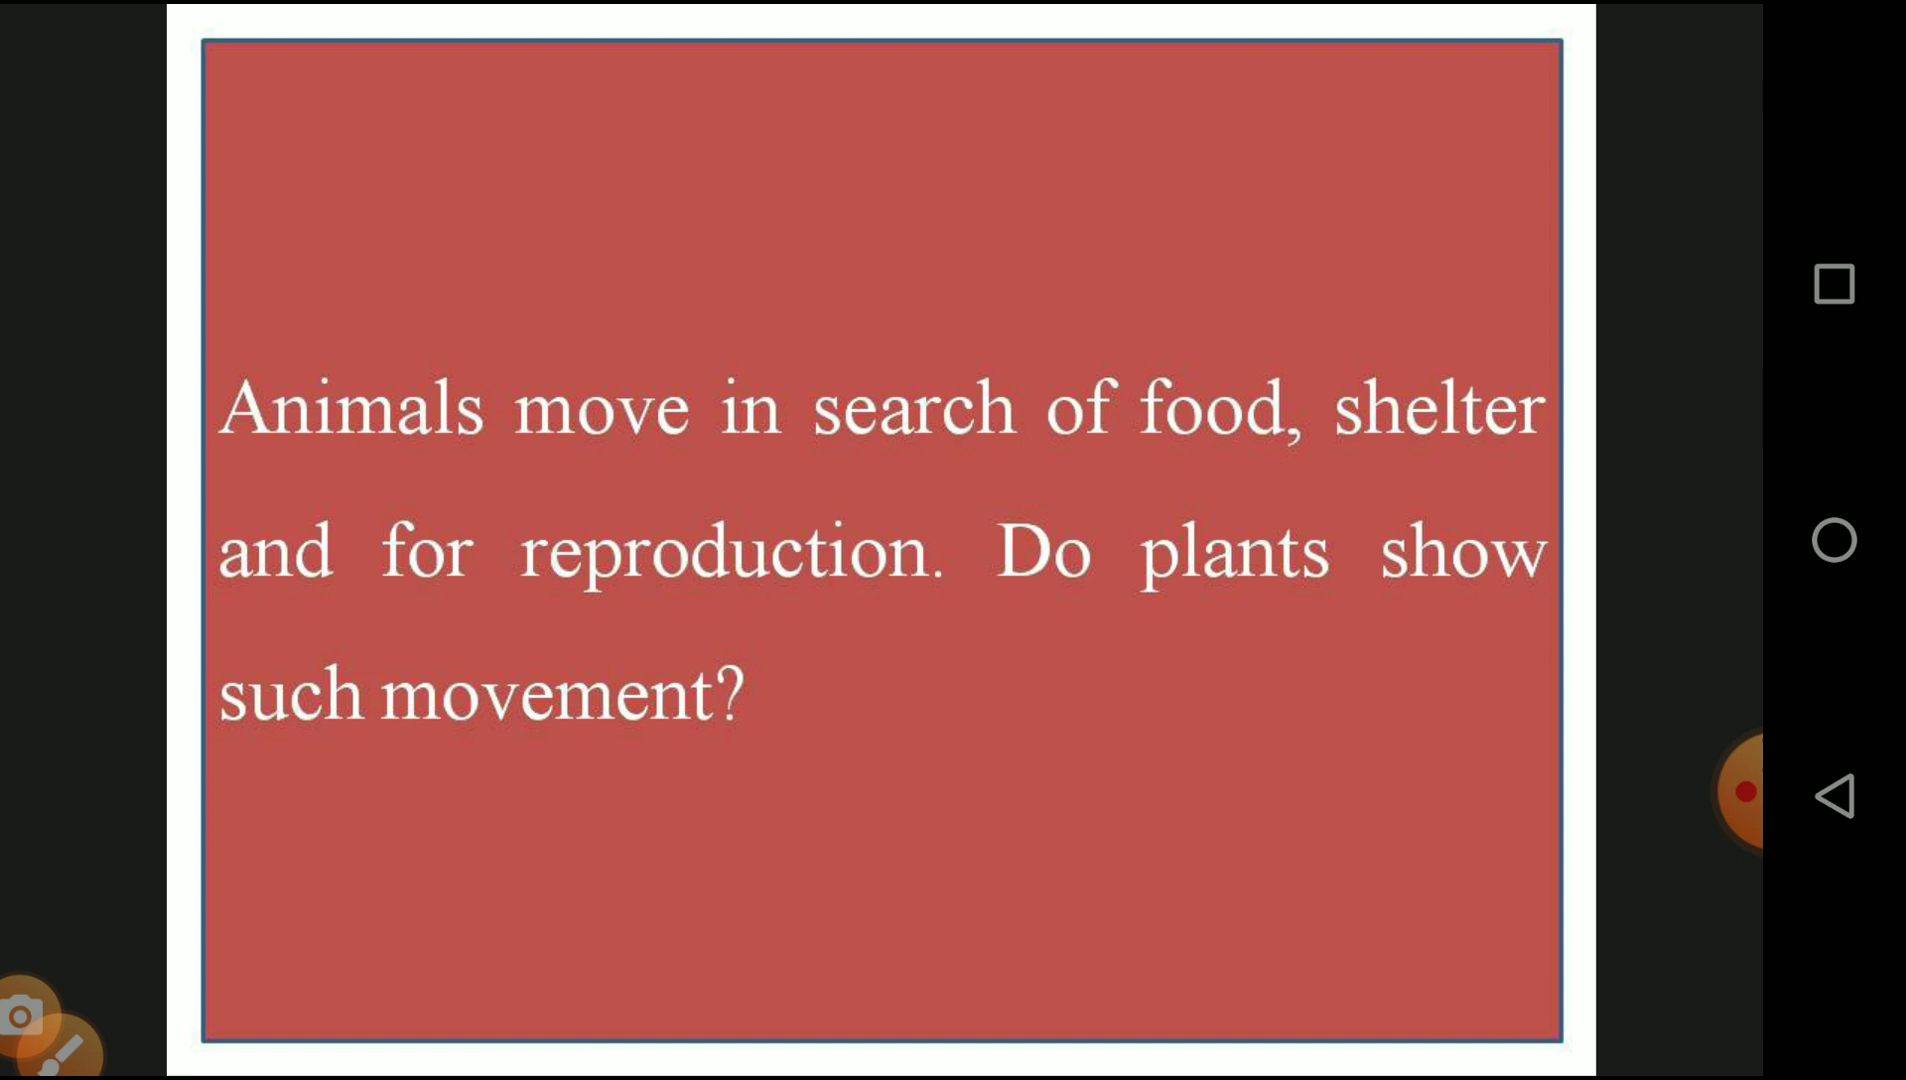 Animals move in search of food, shelter
and for reproduction. Do plants show
such movement?